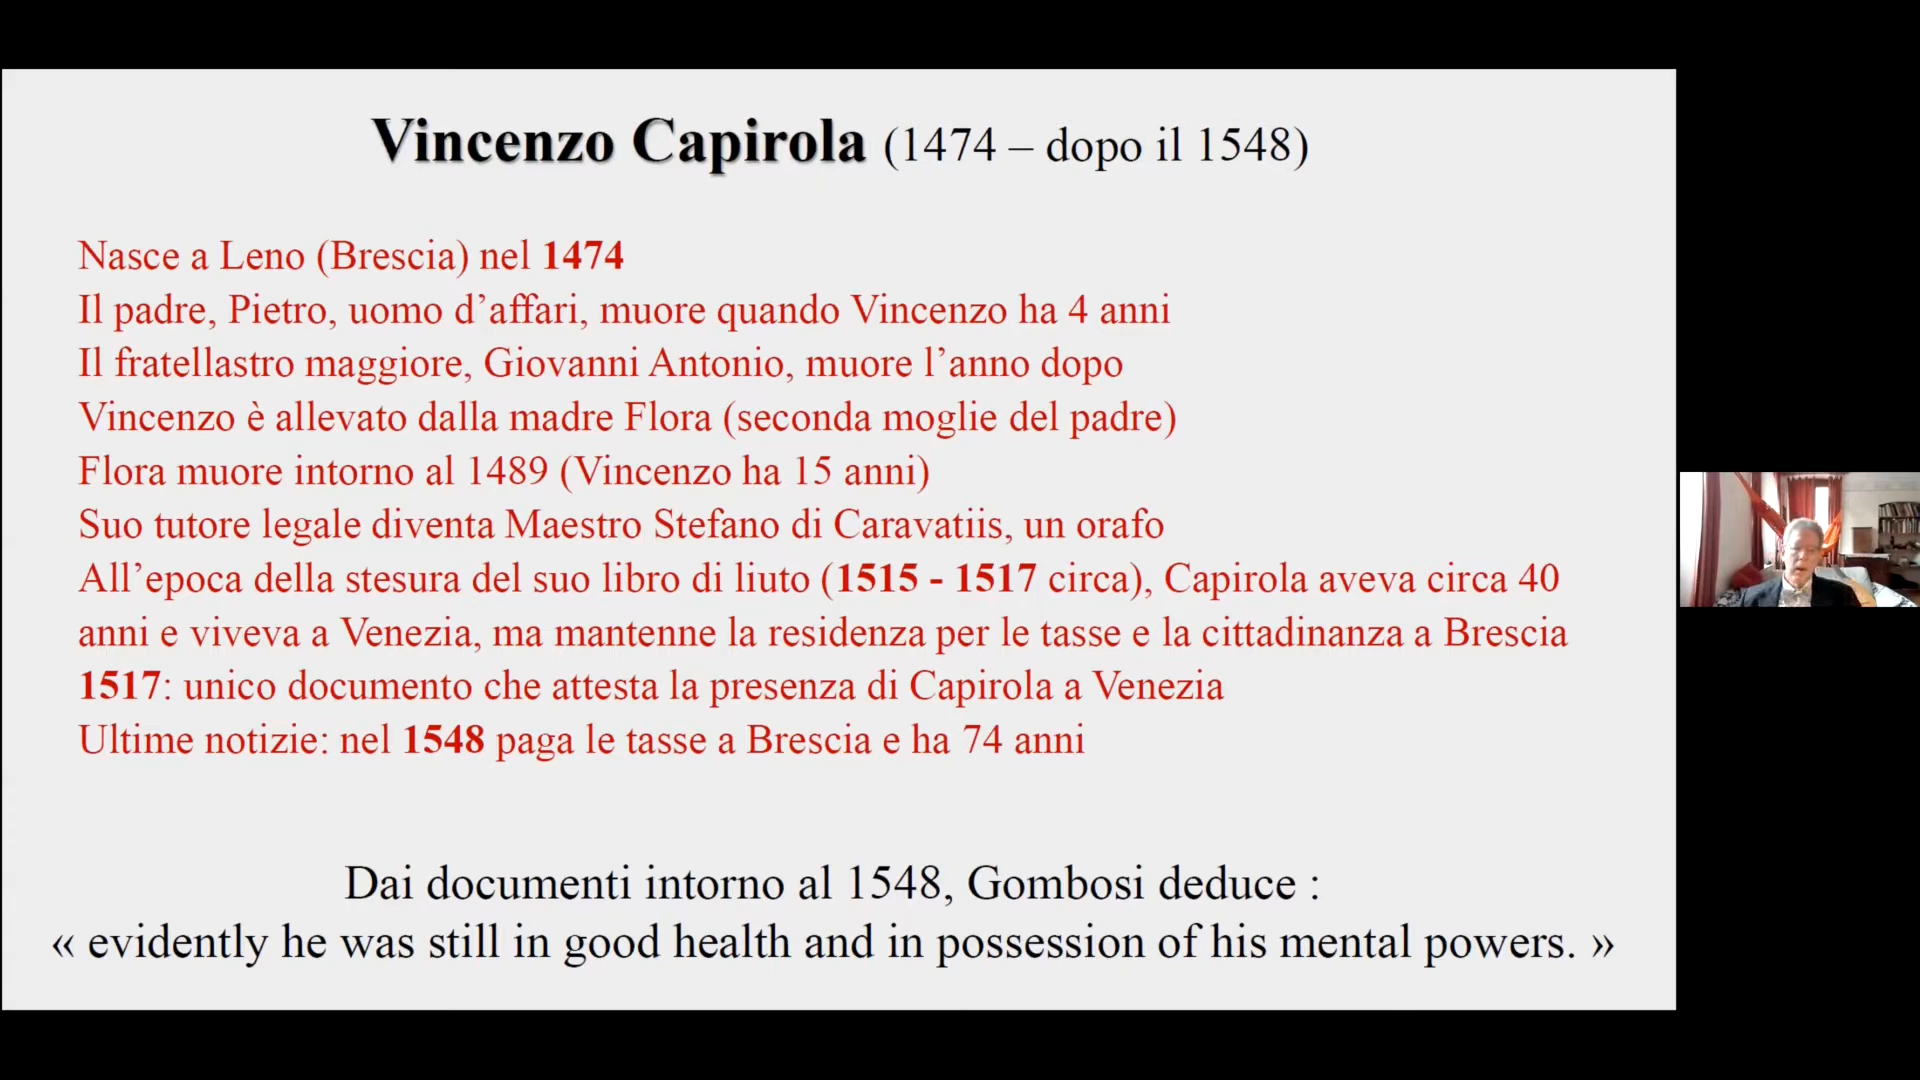 Vincenzo Capirola (1474 – dopo il 1548)
Nasce a Leno (Brescia) nel 1474
Il padre, Pietro, uomo d’affari, muore quando Vincenzo ha 4 anni
Il fratellastro maggiore, Giovanni Antonio, muore l’anno dopo
Vincenzo è allevato dalla madre Flora (seconda moglie del padre)
Flora muore intorno al 1489 (Vincenzo ha 15 anni)
Suo tutore legale diventa Maestro Stefano di Caravatiis, un orafo
All’epoca della stesura del suo libro di liuto (1515 - 1517 circa), Capirola aveva circa 40
anni e viveva a Venezia, ma mantenne la residenza per le tasse e la cittadinanza a Brescia
1517: unico documento che attesta la presenza di Capirola a Venezia
Ultime notizie: nel 1548 paga le tasse a Brescia e ha 74 anni
Dai documenti intorno al 1548, Gombosi deduce :
« evidently he was still in good health and in possession of his mental powers. »